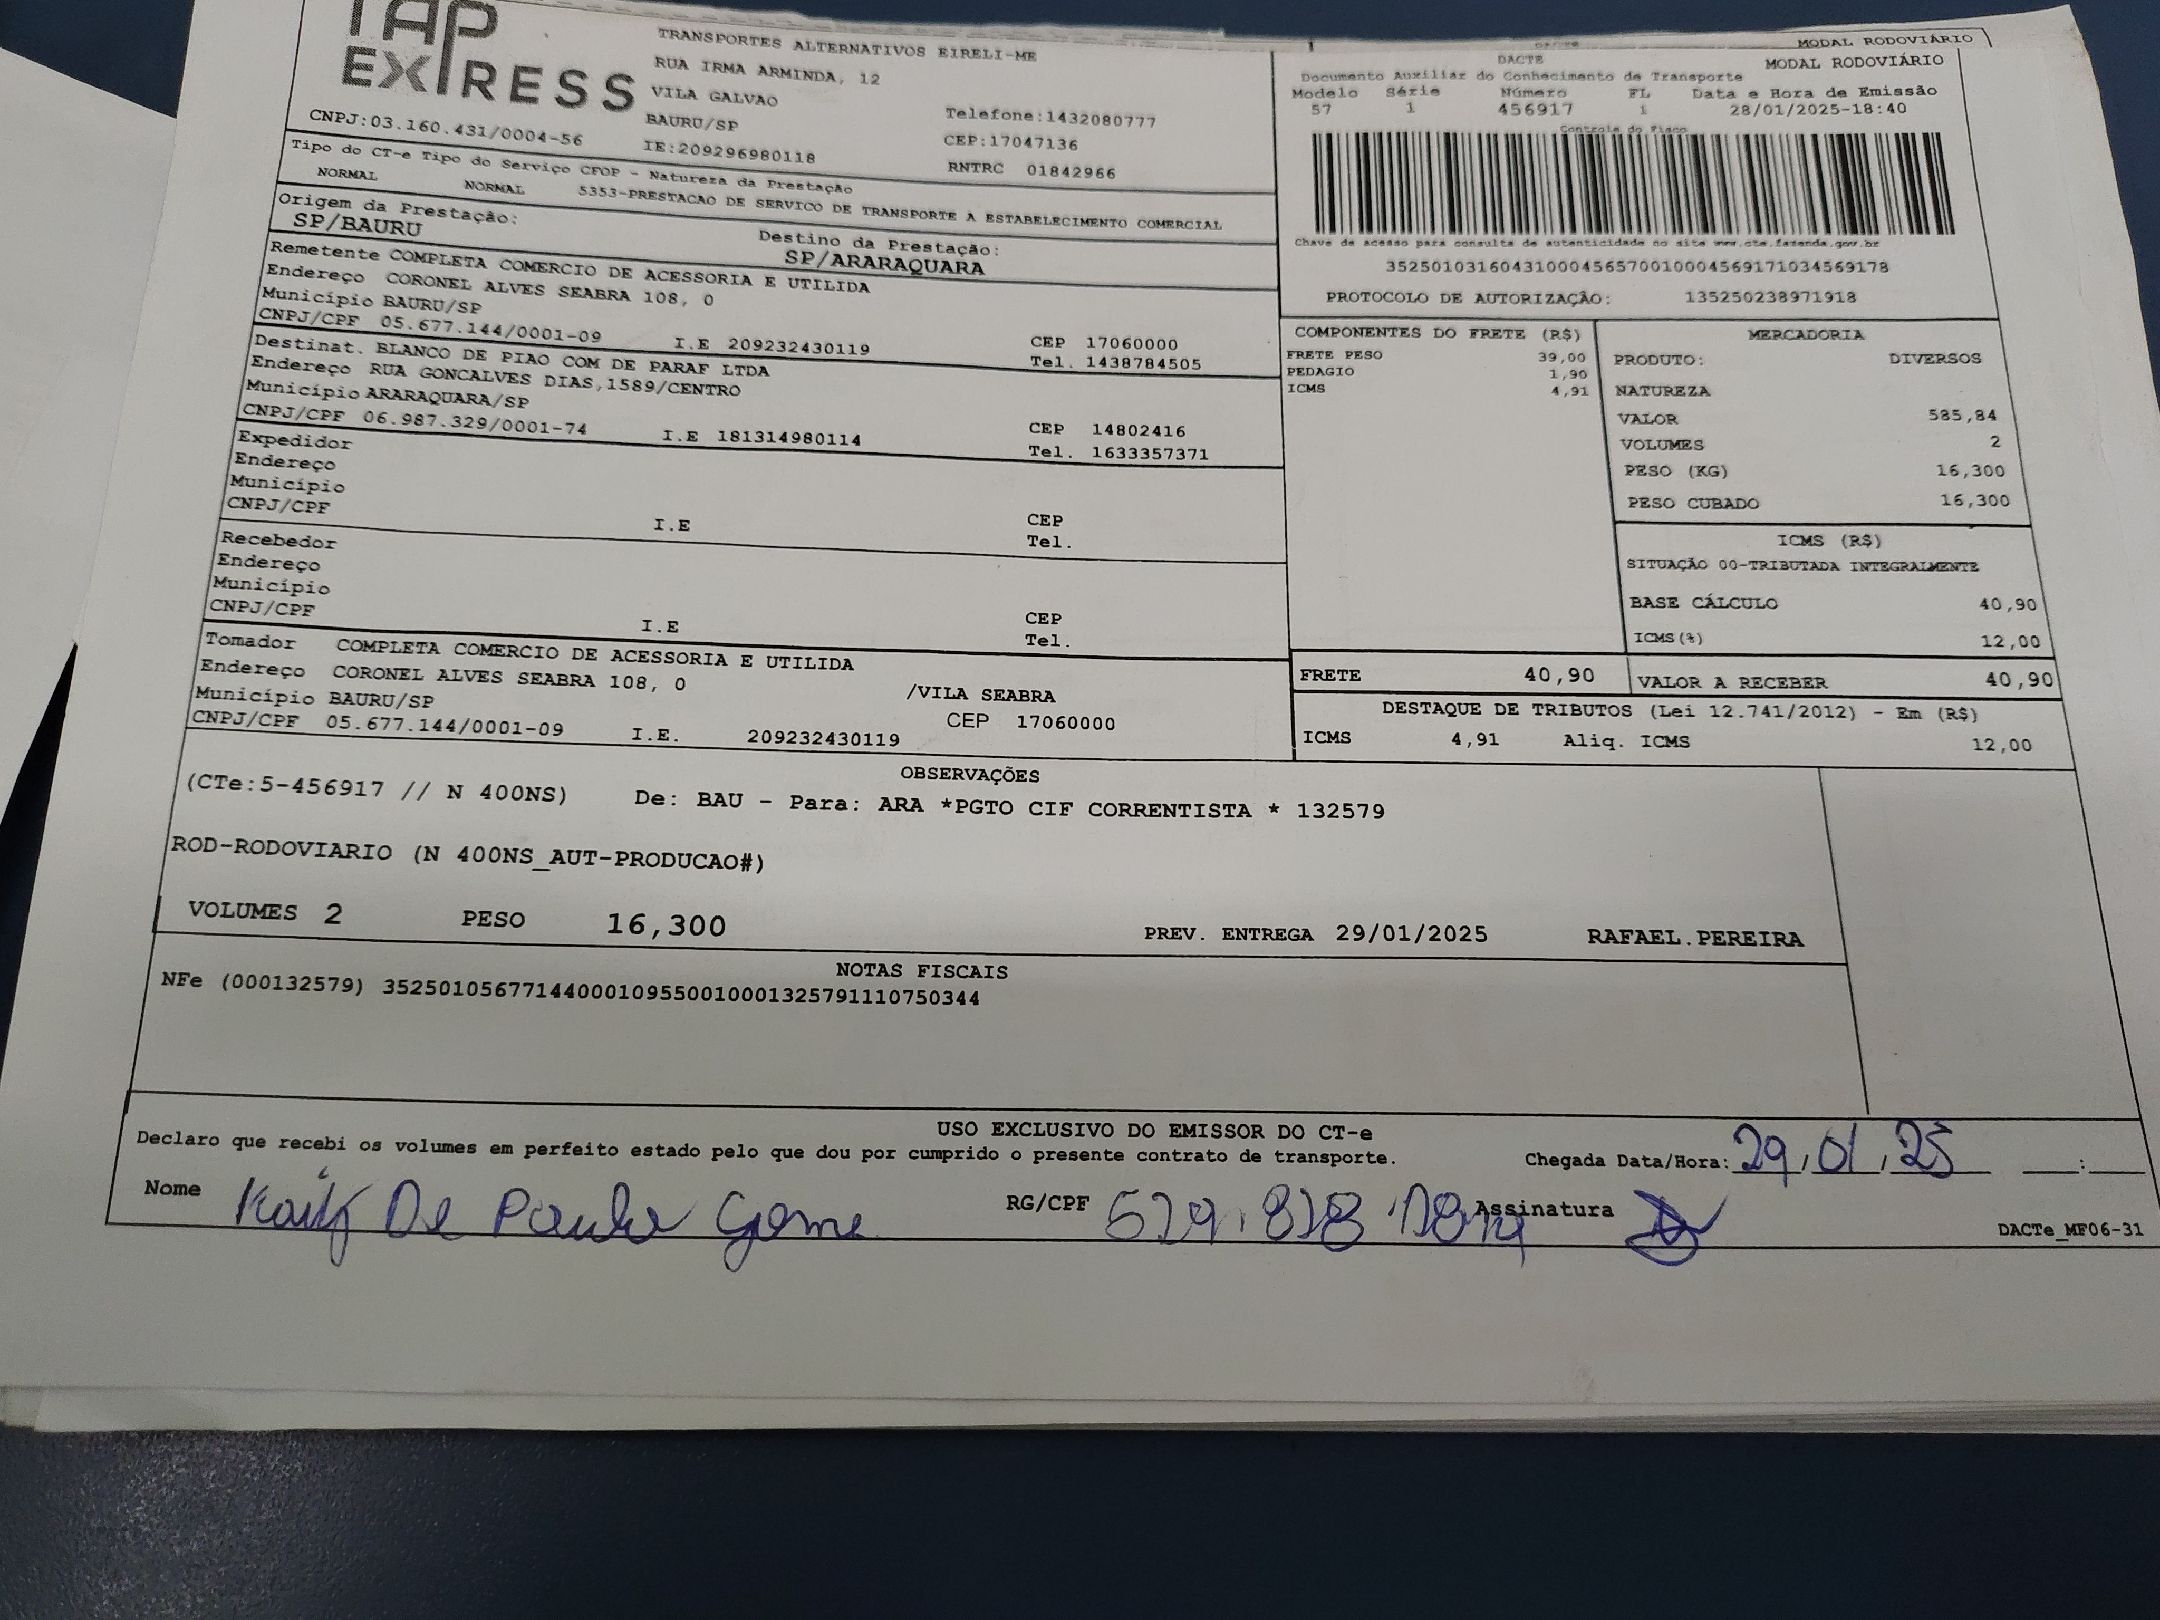 TAP
EXPRESS
TRANSPORTES ALTERNATIVOS EIRELI-ME
RUA IRMA ARMINDA, 12
VILA GALVAO
BAURU/SP
Telefone:1432080777
CNPJ:03.160.431/0004-56
IE:209296980118
CEP:17047136
RNTRC 01842966
MODAL RODOVIÁRIO
DACTE
MODAL RODOVIÁRIO
Documento Auxiliar do Conhecimento de Transporte
Modelo Série Número FL Data e Hora de Emissão
57 1 456917 1 28/01/2025-18:40
Controle do Fisco
Chave de acesso para consulta de autenticidade no site www.cte.fazenda.gov.br
35250103160431000456570010004569171034569178
PROTOCOLO DE AUTORIZAÇÃO: 135250238971918
Tipo do CT-e Tipo do Serviço CFOP - Natureza da Prestação
NORMAL NORMAL 5353-PRESTACAO DE SERVICO DE TRANSPORTE A ESTABELECIMENTO COMERCIAL
Origem da Prestação: Destino da Prestação:
SP/BAURU SP/ARARAQUARA
Remetente COMPLETA COMERCIO DE ACESSORIA E UTILIDA
Endereço CORONEL ALVES SEABRA 108, 0
Município BAURU/SP CEP 17060000
CNPJ/CPF 05.677.144/0001-09 I.E 209232430119 Tel. 1438784505
Destinat. BLANCO DE PIAO COM DE PARAF LTDA
Endereço RUA GONCALVES DIAS,1589/CENTRO
Município ARARAQUARA/SP CEP 14802416
CNPJ/CPF 06.987.329/0001-74 I.E 181314980114 Tel. 1633357371
Expedidor
Endereço
Município CEP
CNPJ/CPF I.E Tel.
Recebedor
Endereço
Município CEP
CNPJ/CPF I.E Tel.
Tomador COMPLETA COMERCIO DE ACESSORIA E UTILIDA
Endereço CORONEL ALVES SEABRA 108, 0 /VILA SEABRA
Município BAURU/SP CEP 17060000
CNPJ/CPF 05.677.144/0001-09 I.E. 209232430119
COMPONENTES DO FRETE (R$)
FRETE PESO 39,00
PEDAGIO 1,90
ICMS 4,91
MERCADORIA
PRODUTO: DIVERSOS
NATUREZA
VALOR 585,84
VOLUMES 2
PESO (KG) 16,300
PESO CUBADO 16,300
ICMS (R$)
SITUAÇÃO 00-TRIBUTADA INTEGRALMENTE
BASE CÁLCULO 40,90
ICMS(%) 12,00
FRETE 40,90 VALOR A RECEBER 40,90
DESTAQUE DE TRIBUTOS (Lei 12.741/2012) - Em (R$)
ICMS 4,91 Aliq. ICMS 12,00
OBSERVAÇÕES
(CTe:5-456917 // N 400NS) De: BAU - Para: ARA *PGTO CIF CORRENTISTA * 132579
ROD-RODOVIARIO (N 400NS_AUT-PRODUCAO#)
VOLUMES 2 PESO 16,300 PREV. ENTREGA 29/01/2025 RAFAEL.PEREIRA
NOTAS FISCAIS
NFe (000132579) 35250105677144000109550010001325791110750344
USO EXCLUSIVO DO EMISSOR DO CT-e
Declaro que recebi os volumes em perfeito estado pelo que dou por cumprido o presente contrato de transporte. Chegada Data/Hora: 29,01,25 :
Nome De Paula Gome RG/CPF Assinatura
DACTe_MF06-31